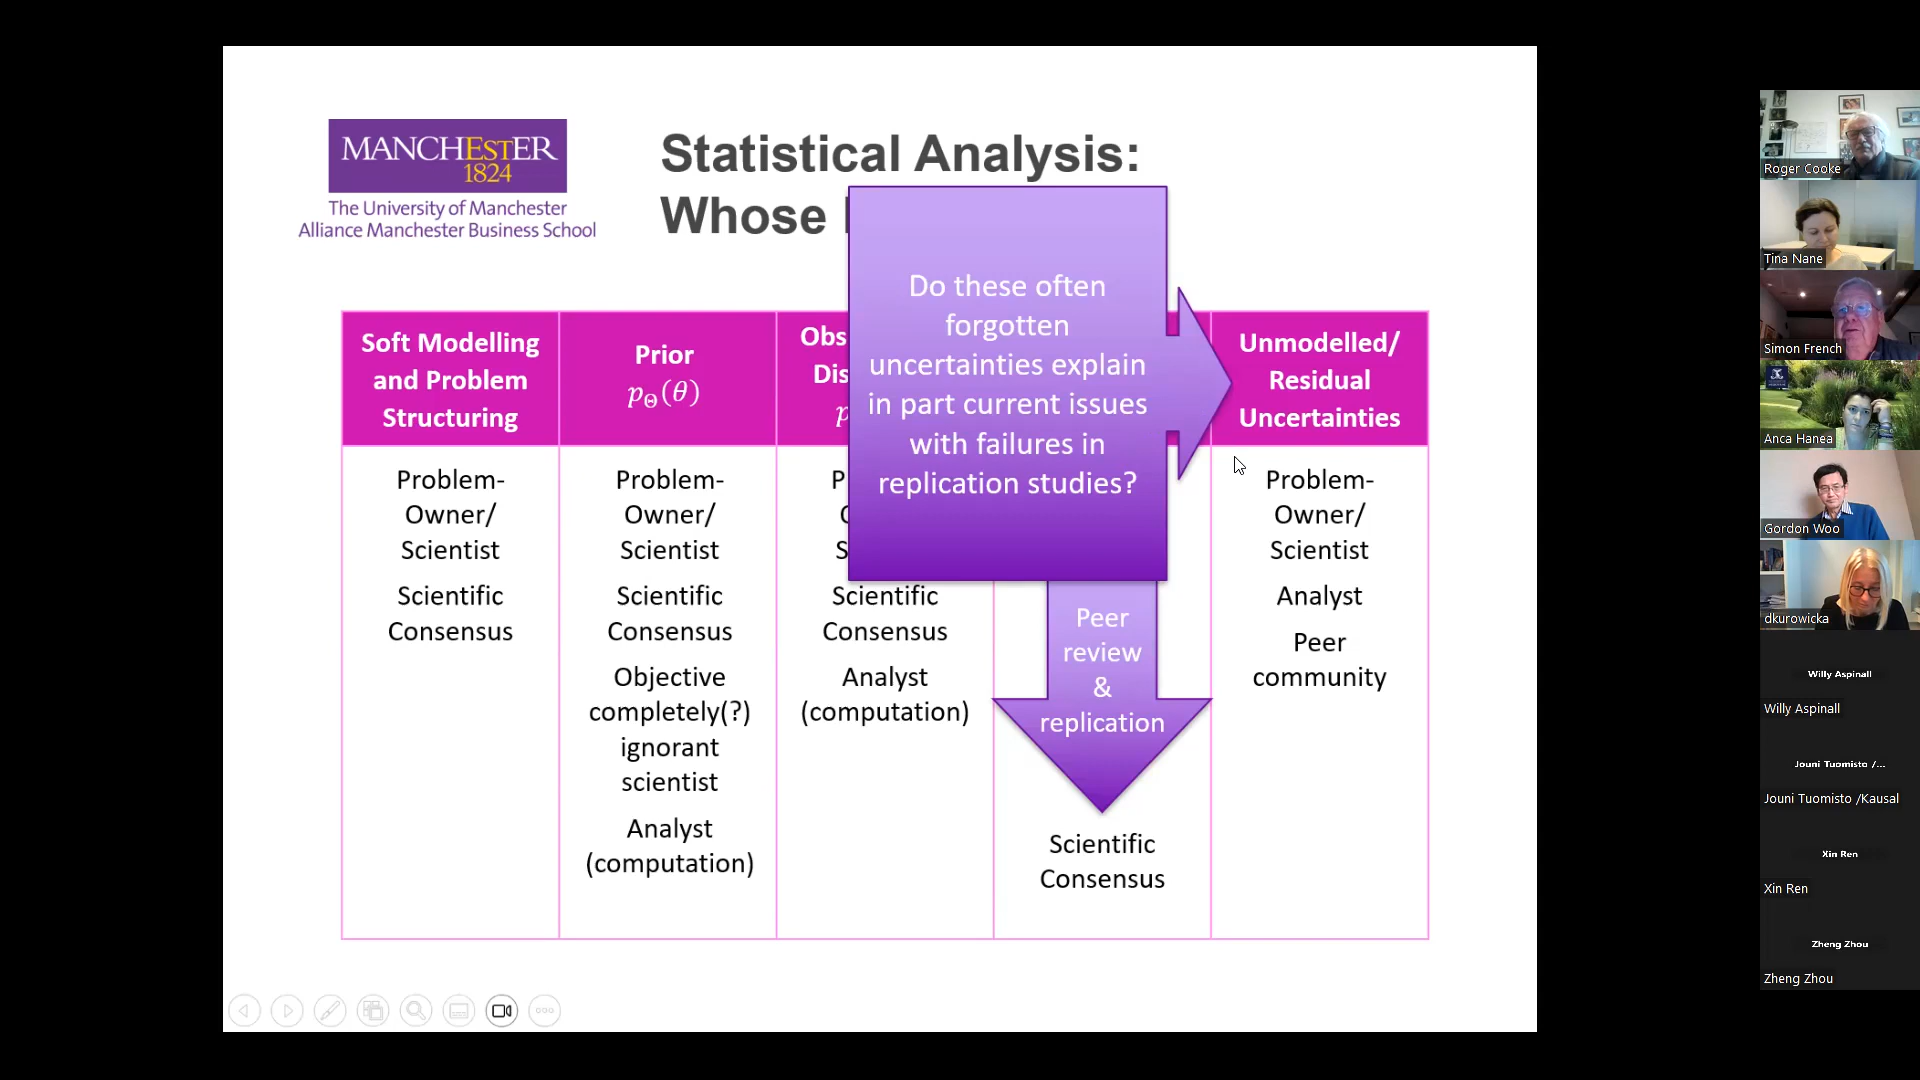 MANCHESTER
1824
The University of Manchester
Alliance Manchester Business School
Statistical Analysis:
Whose
Soft Modelling
and Problem
Structuring
Prior
p_Θ(θ)
Obs
Dis
p
Unmodelled/
Residual
Uncertainties
Do these often
forgotten
uncertainties explain
in part current issues
with failures in
replication studies?
Problem-
Owner/
Scientist
Scientific
Consensus
Problem-
Owner/
Scientist
Scientific
Consensus
Objective
completely(?)
ignorant
scientist
Analyst
(computation)
P
S
Scientific
Consensus
Analyst
(computation)
Peer
review
&
replication
Scientific
Consensus
Problem-
Owner/
Scientist
Analyst
Peer
community
Roger Cooke
Tina Nane
Simon French
Anca Hanea
Gordon Woo
dkurowicka
Willy Aspinall
Willy Aspinall
Jouni Tuomisto /...
Jouni Tuomisto /Kausal
Xin Ren
Xin Ren
Zheng Zhou
Zheng Zhou